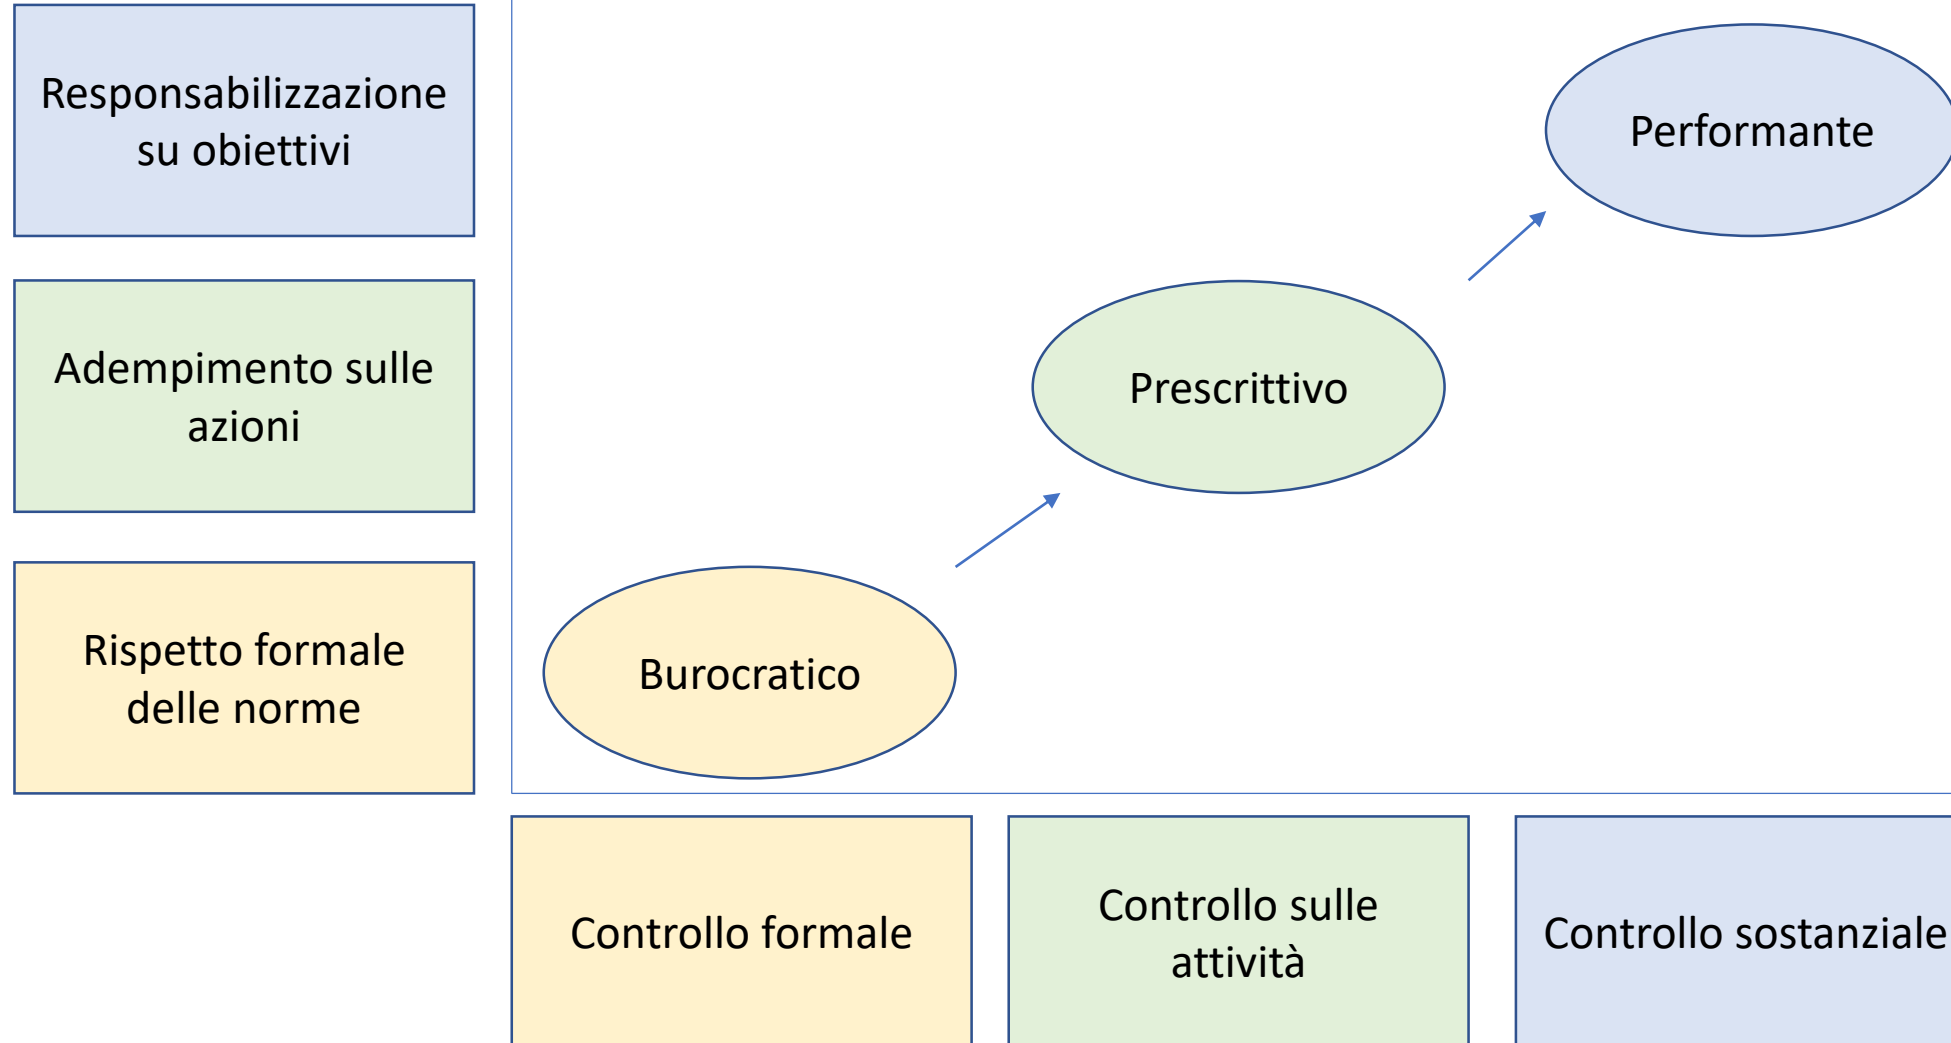 Responsabilizzazione
su obiettivi
Performante
Adempimento sulle
azioni
Prescrittivo
Rispetto formale
delle norme
Burocratico
Controllo formale
Controllo sulle
attività
Controllo sostanziale